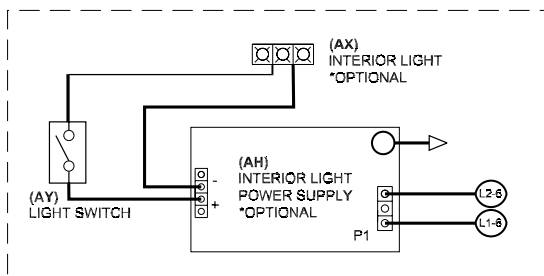 (AX)
INTERIOR LIGHT
*OPTIONAL
(AH)
INTERIOR LIGHT
POWER SUPPLY
*OPTIONAL
-
+
(AY)
LIGHT SWITCH
L2-6
L1-6
P1